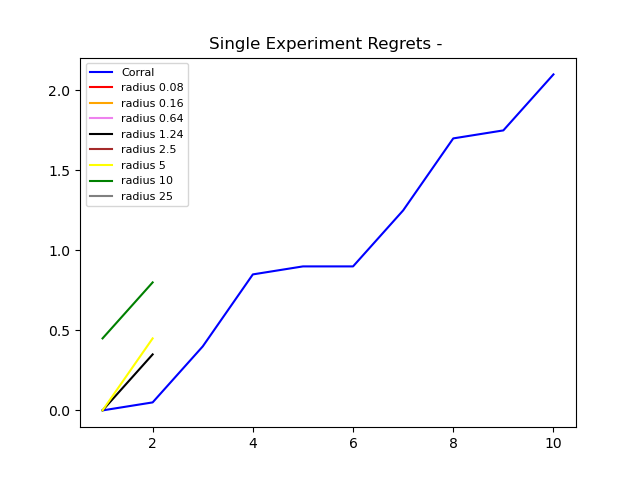 Single Experiment Regrets -
Corral
radius 0.08
radius 0.16
radius 0.64
radius 1.24
radius 2.5
radius 5
radius 10
radius 25
2.0
1.5
1.0
0.5
0.0
2 4 6 8 10